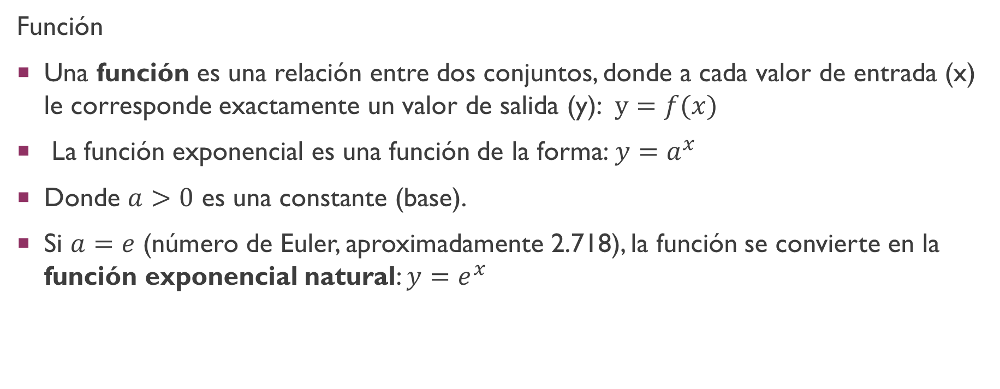 Función
▪ Una función es una relación entre dos conjuntos, donde a cada valor de entrada (x)
le corresponde exactamente un valor de salida (y): y = f(x)
▪ La función exponencial es una función de la forma: y = aˣ
▪ Donde a > 0 es una constante (base).
▪ Si a = e (número de Euler, aproximadamente 2.718), la función se convierte en la
función exponencial natural: y = eˣ